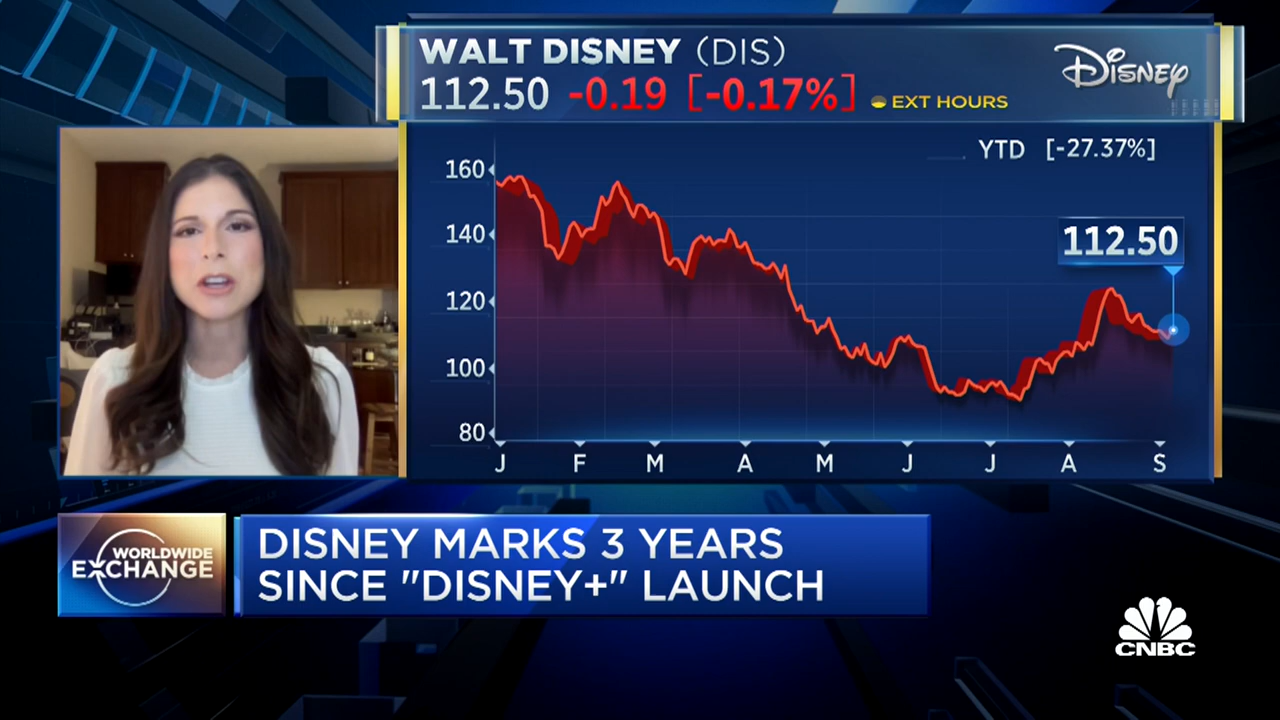 WALT DISNEY (DIS)
112.50 -0.19 [-0.17%] EXT HOURS
DISNEY
YTD [-27.37%]
160
140
120
100
80
112.50
J F M A M J J A S
WORLDWIDE
EXCHANGE
DISNEY MARKS 3 YEARS
SINCE "DISNEY+" LAUNCH
CNBC